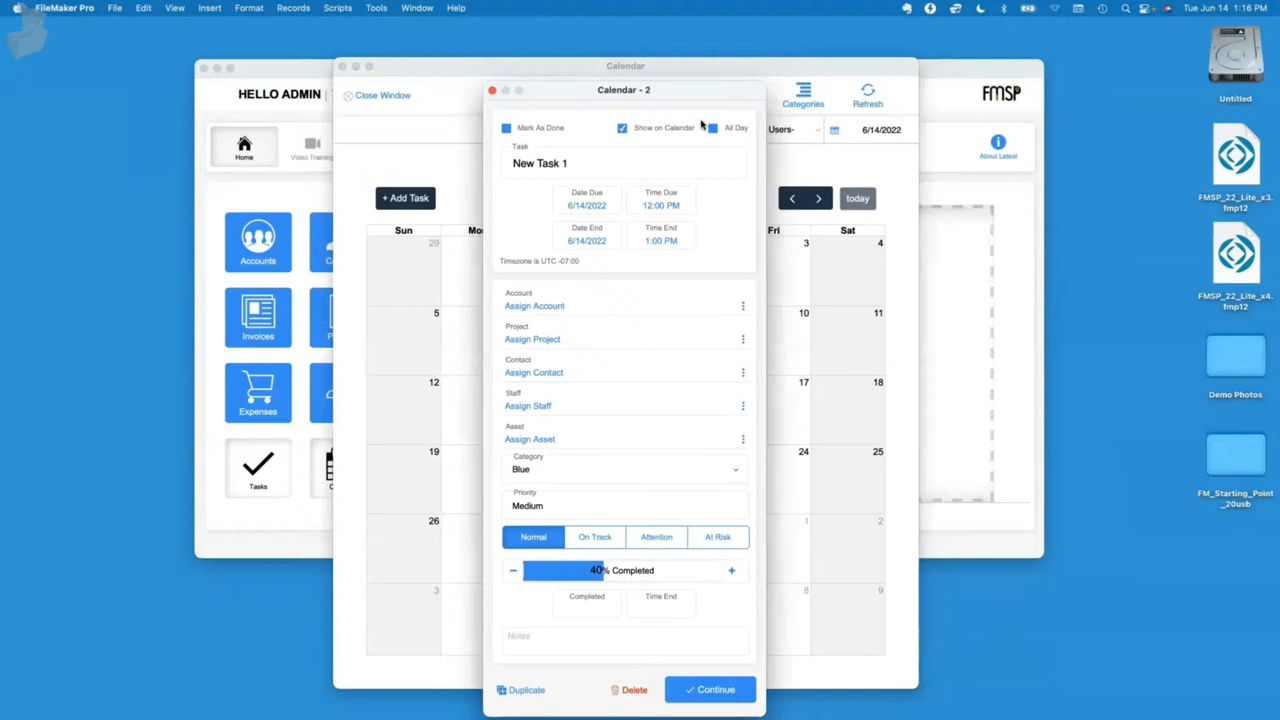 FileMaker Pro File Edit View Insert Format Records Scripts Tools Window Help Tue Jun 14 1:16 PM
Calendar
HELLO ADMIN
Close Window
Categories
Refresh
FMSP
Calendar - 2
Mark As Done
Show on Calendar
All Day
Users-
6/14/2022
Home
Video Training
About Latest
Task
New Task 1
+ Add Task
today
Date Due
6/14/2022
Time Due
12:00 PM
Date End
6/14/2022
Time End
1:00 PM
Timezone is UTC -07:00
Sun
Fri
Sat
29
3
4
5
10
11
12
17
18
19
24
25
26
1
2
3
8
9
Accounts
Invoices
Expenses
Tasks
Account
Assign Account
Project
Assign Project
Contact
Assign Contact
Staff
Assign Staff
Asset
Assign Asset
Category
Blue
Priority
Medium
Normal
On Track
Attention
At Risk
40% Completed
Completed
Time End
Notes
Duplicate
Delete
Continue
Untitled
FMSP_22_Lite_x3.
fmp12
FMSP_22_Lite_x4.
fmp12
Demo Photos
FM_Starting_Point
_20usb